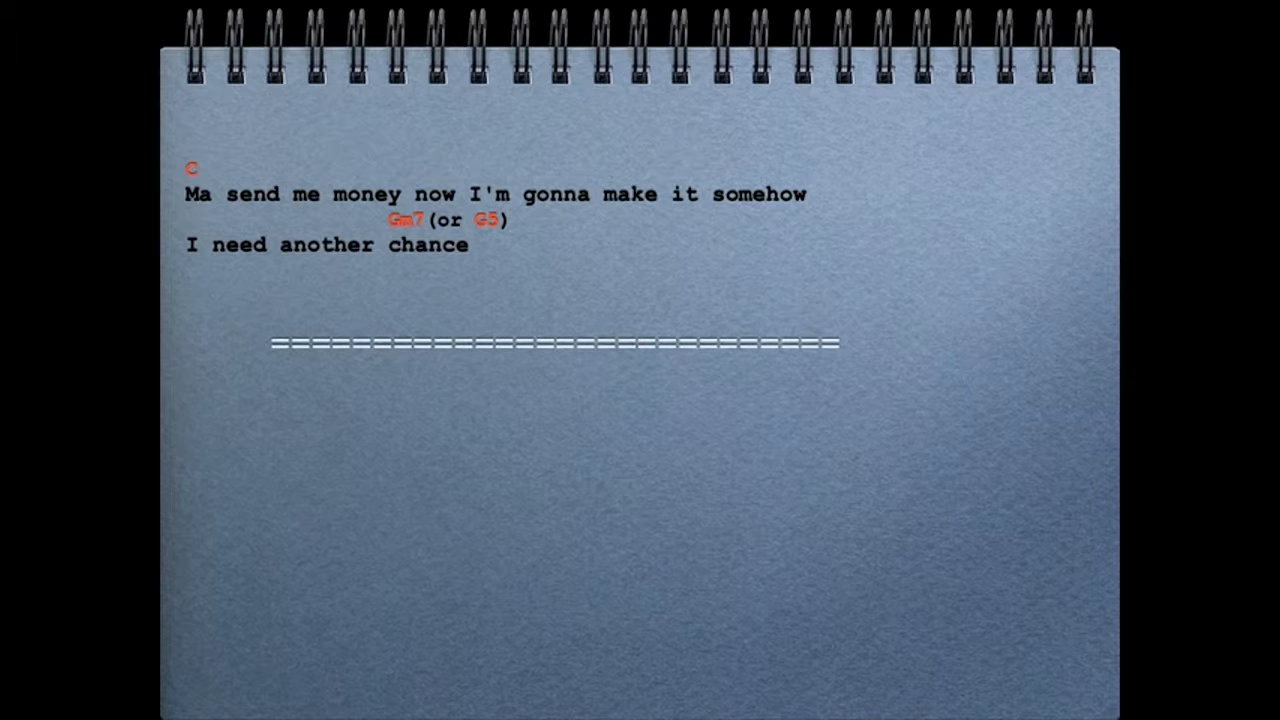 C
Ma send me money now I'm gonna make it somehow
Gm7(or G5)
I need another chance
============================